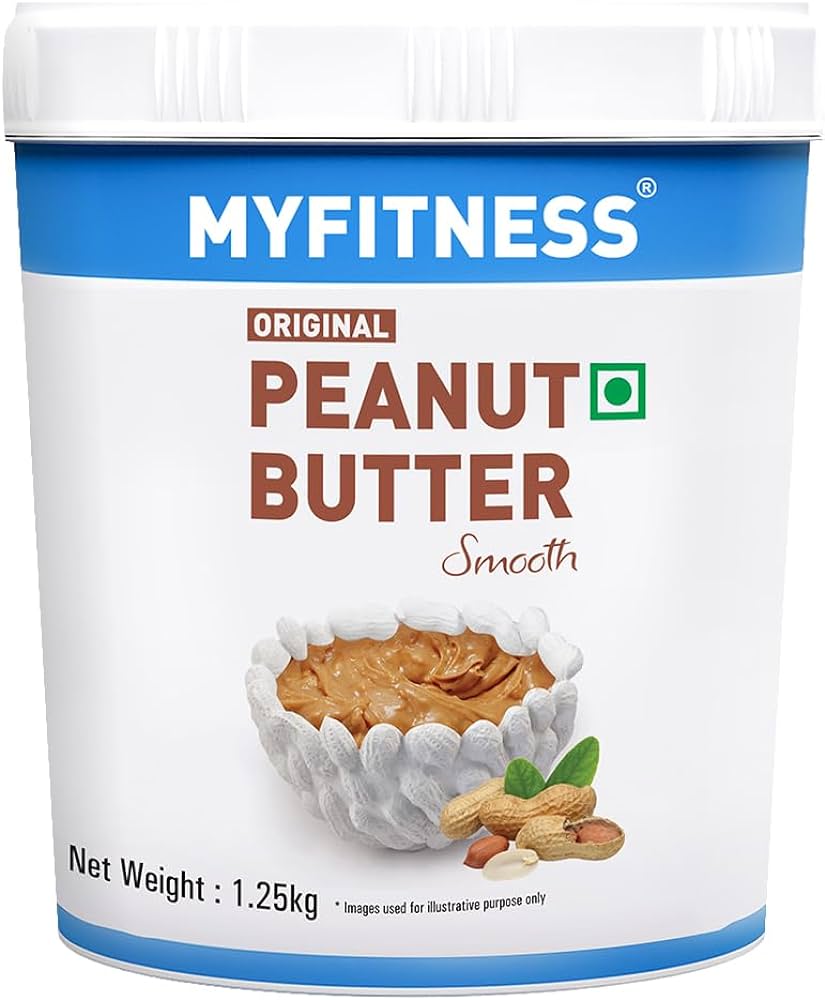 MYFITNESS®
ORIGINAL
PEANUT
BUTTER
Smooth
Net Weight : 1.25kg
* Images used for illustrative purpose only